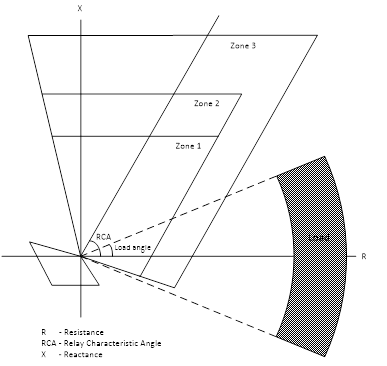 X
Zone 3
Zone 2
Zone 1
RCA
Load angle
R
R - Resistance
RCA - Relay Characteristic Angle
X - Reactance